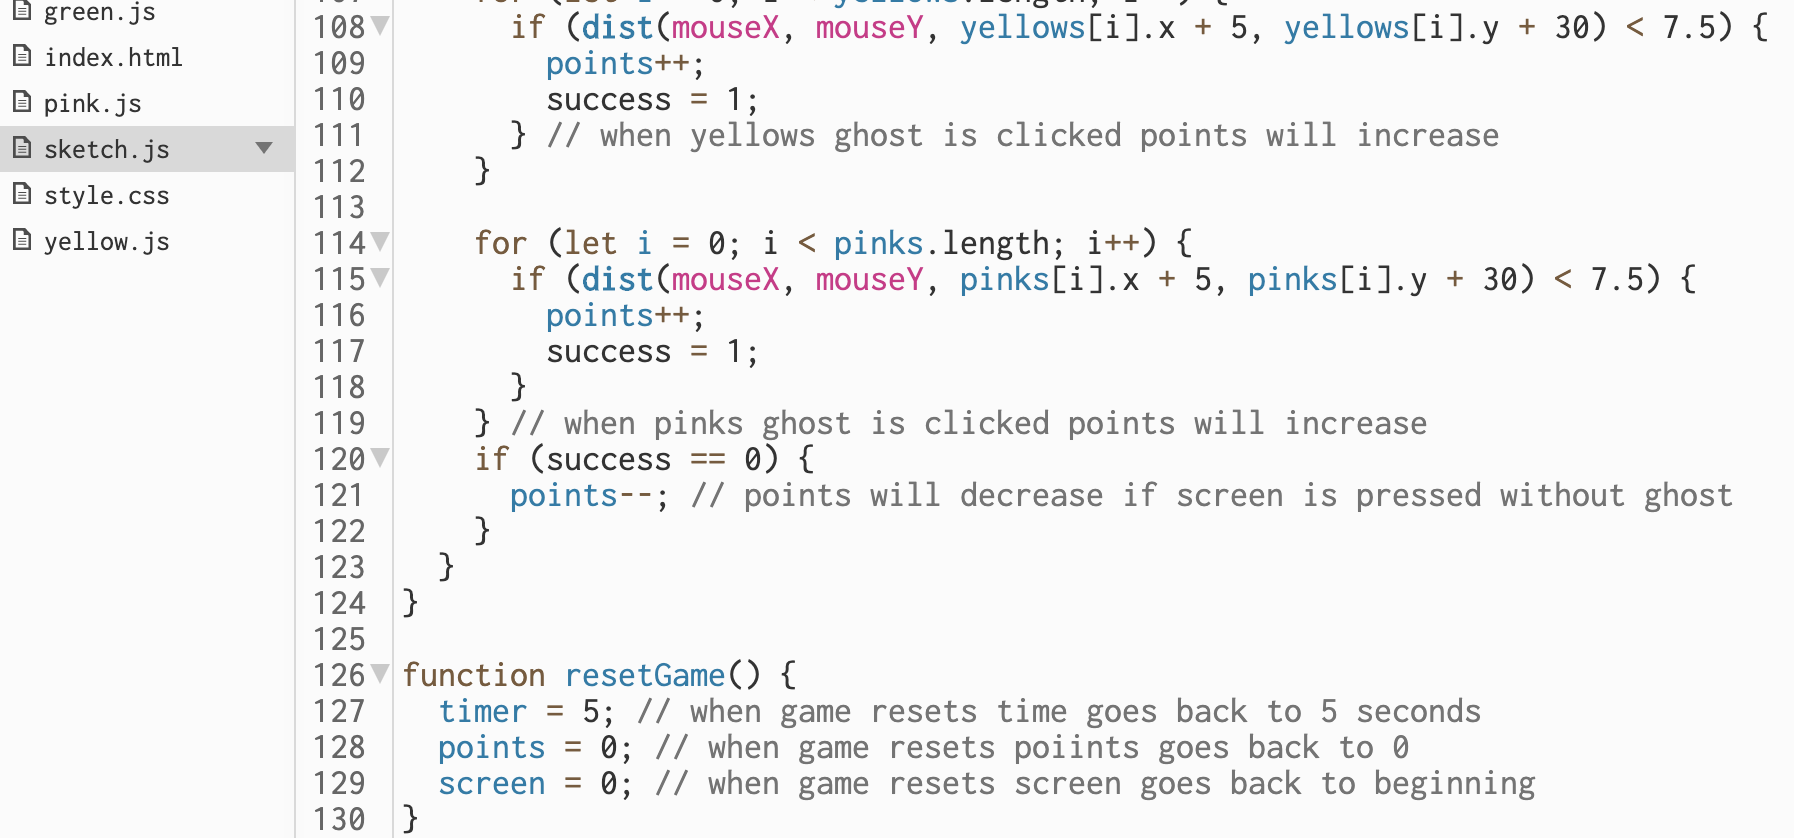 green.js
index.html
pink.js
sketch.js
style.css
yellow.js
108 if (dist(mouseX, mouseY, yellows[i].x + 5, yellows[i].y + 30) < 7.5) {
109 points++;
110 success = 1;
111 } // when yellows ghost is clicked points will increase
112 }
113
114 for (let i = 0; i < pinks.length; i++) {
115 if (dist(mouseX, mouseY, pinks[i].x + 5, pinks[i].y + 30) < 7.5) {
116 points++;
117 success = 1;
118 }
119 } // when pinks ghost is clicked points will increase
120 if (success == 0) {
121 points--; // points will decrease if screen is pressed without ghost
122 }
123 }
124 }
125
126 function resetGame() {
127 timer = 5; // when game resets time goes back to 5 seconds
128 points = 0; // when game resets poiints goes back to 0
129 screen = 0; // when game resets screen goes back to beginning
130 }